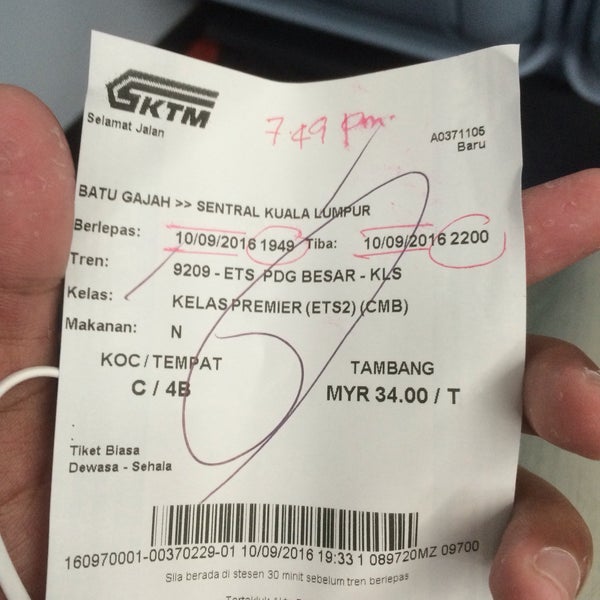 KTM
7.49 pm.
Selamat Jalan
A0371105
Baru
BATU GAJAH >> SENTRAL KUALA LUMPUR
Berlepas: 10/09/2016 1949 Tiba: 10/09/2016 2200
Tren: 9209 - ETS PDG BESAR - KLS
Kelas: KELAS PREMIER (ETS2) (CMB)
Makanan: N
KOC / TEMPAT TAMBANG
C / 4B MYR 34.00 / T
Tiket Biasa
Dewasa - Sehala
160970001-00370229-01 10/09/2016 19:33 1 089720MZ 09700
Sila berada di stesen 30 minit sebelum tren berlepas